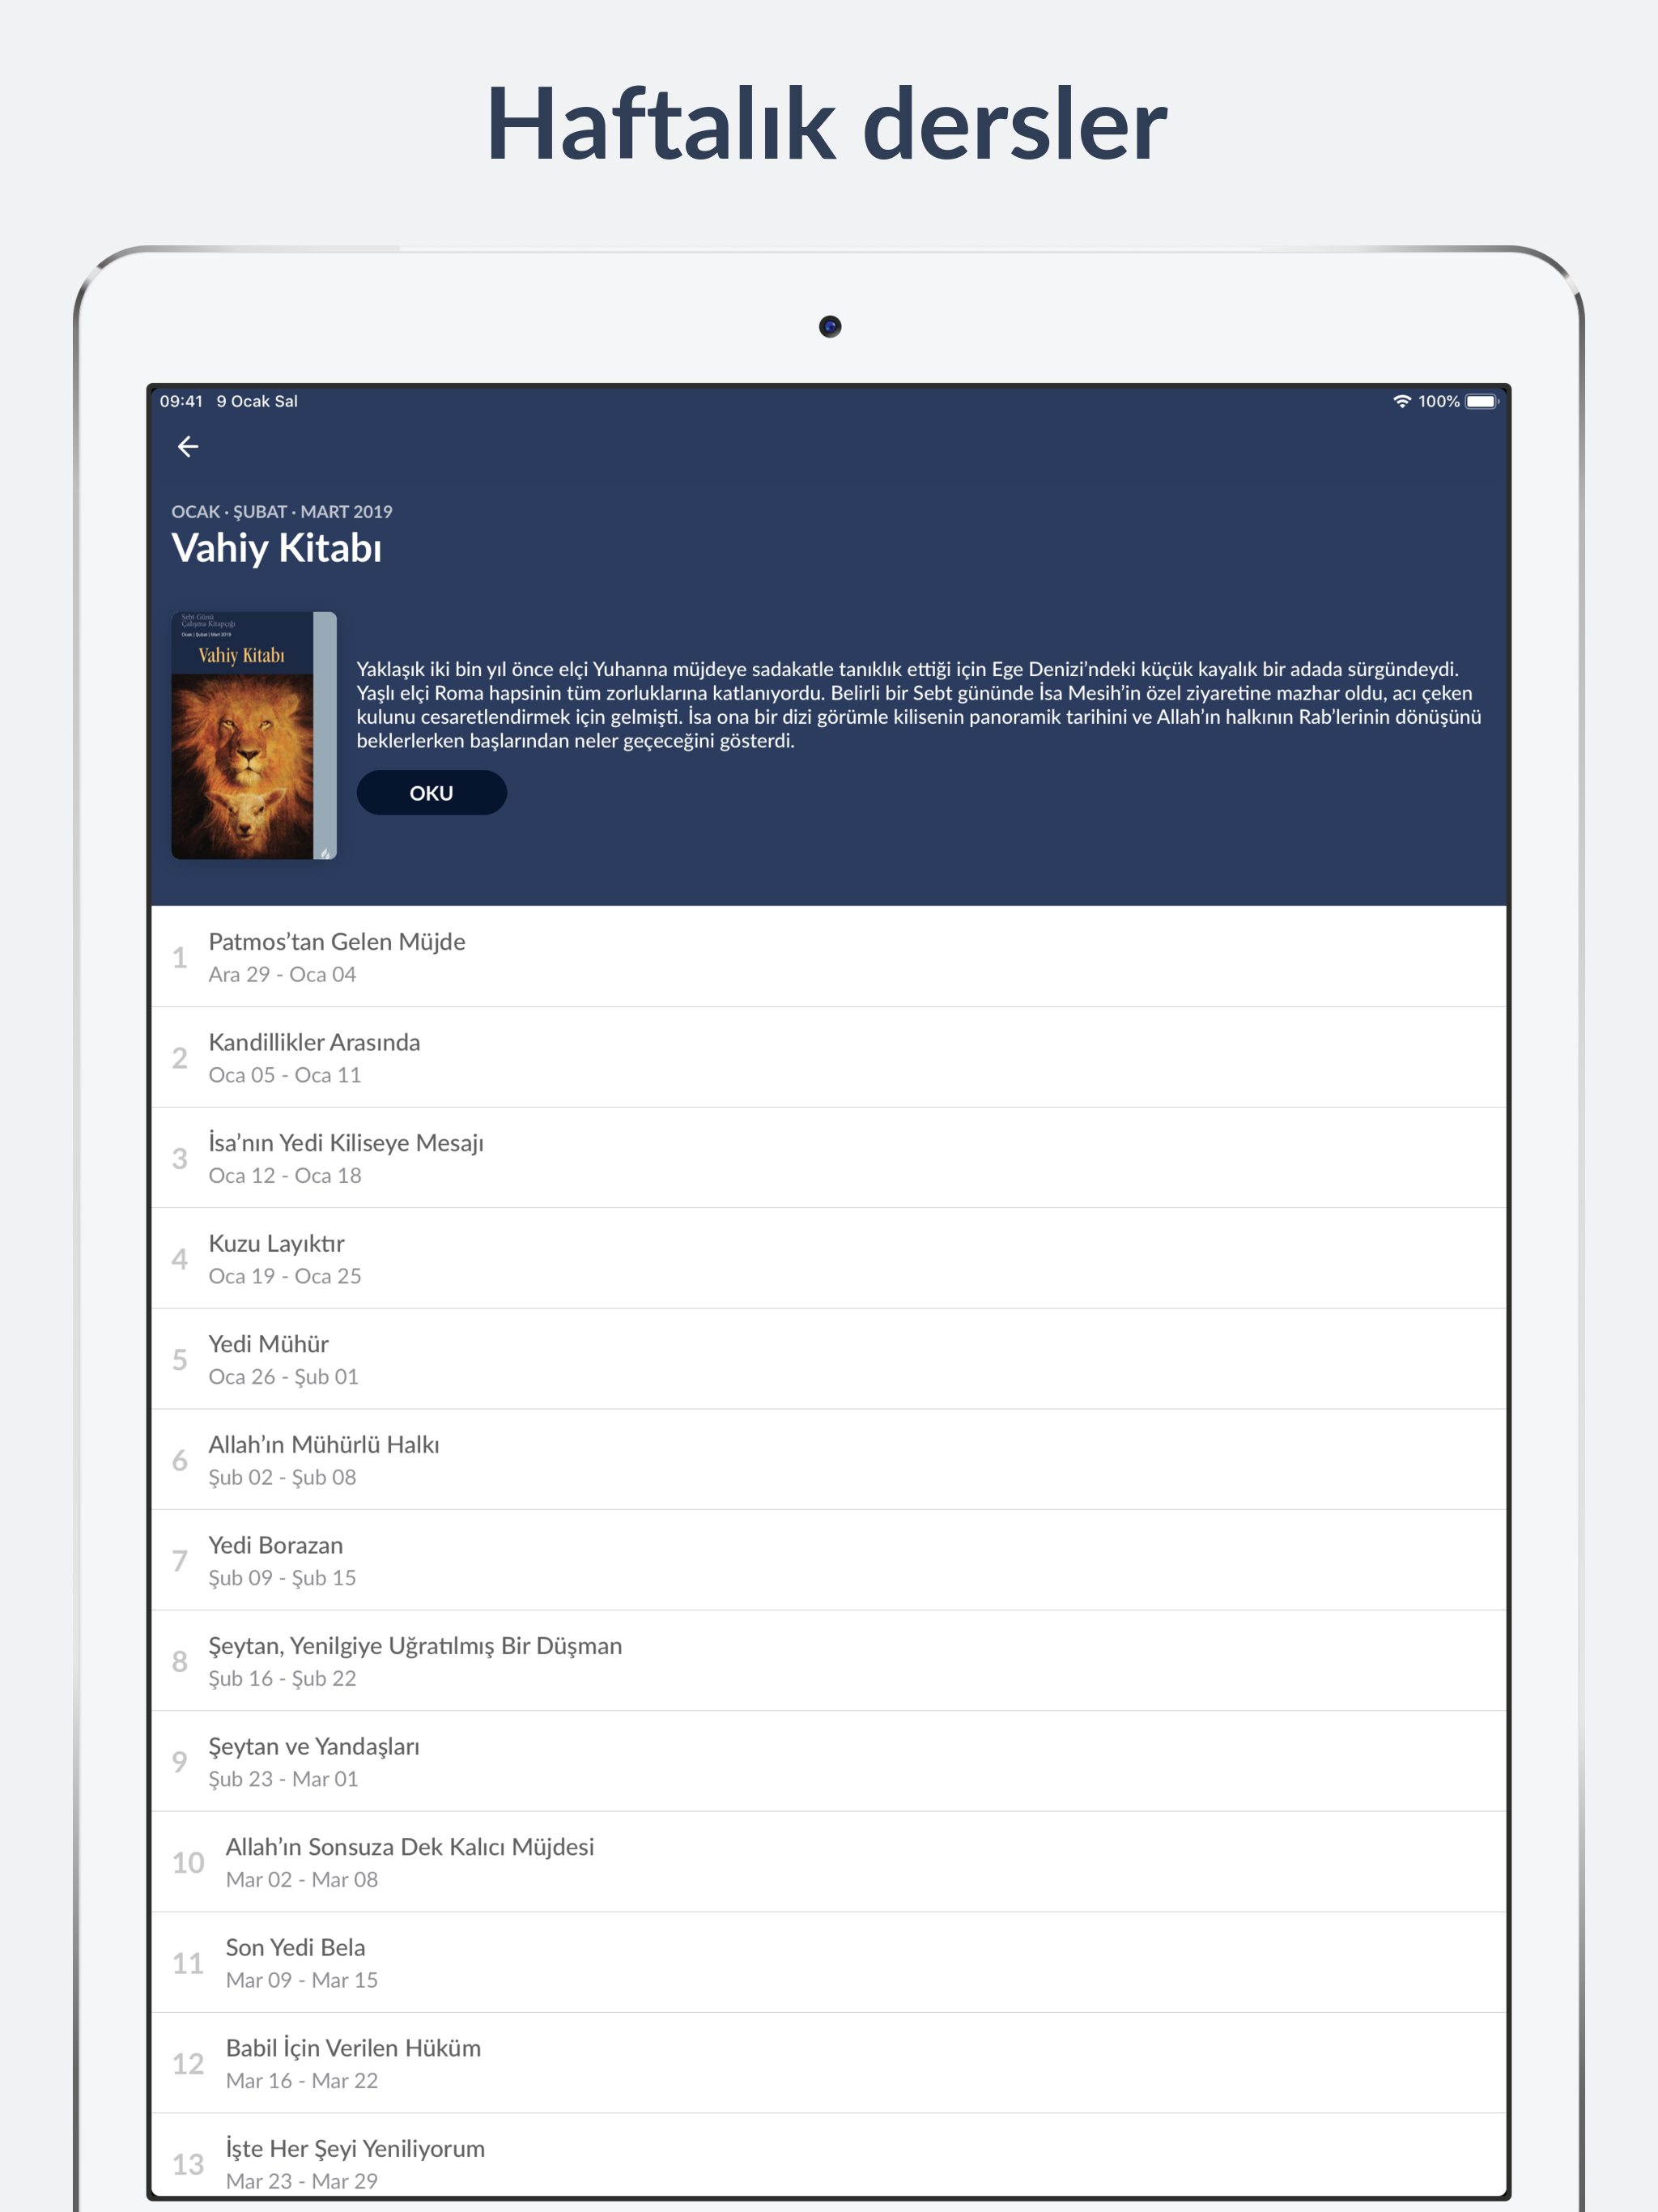 Haftalık dersler
09:41 9 Ocak Sal
100%
OCAK · ŞUBAT · MART 2019
Vahiy Kitabı
Sebt Günü
Çalışma Kitapçığı
Ocak | Şubat | Mart 2019
Vahiy Kitabı
Yaklaşık iki bin yıl önce elçi Yuhanna müjdeye sadakatle tanıklık ettiği için Ege Denizi’ndeki küçük kayalık bir adada sürgündeydi.
Yaşlı elçi Roma hapsinin tüm zorluklarına katlanıyordu. Belirli bir Sebt gününde İsa Mesih’in özel ziyaretine mazhar oldu, acı çeken
kulunu cesaretlendirmek için gelmişti. İsa ona bir dizi görümle kilisenin panoramik tarihini ve Allah’ın halkının Rab’lerinin dönüşünü
beklerlerken başlarından neler geçeceğini gösterdi.
OKU
1
Patmos’tan Gelen Müjde
Ara 29 - Oca 04
2
Kandillikler Arasında
Oca 05 - Oca 11
3
İsa’nın Yedi Kiliseye Mesajı
Oca 12 - Oca 18
4
Kuzu Layıktır
Oca 19 - Oca 25
5
Yedi Mühür
Oca 26 - Şub 01
6
Allah’ın Mühürlü Halkı
Şub 02 - Şub 08
7
Yedi Borazan
Şub 09 - Şub 15
8
Şeytan, Yenilgiye Uğratılmış Bir Düşman
Şub 16 - Şub 22
9
Şeytan ve Yandaşları
Şub 23 - Mar 01
10
Allah’ın Sonsuza Dek Kalıcı Müjdesi
Mar 02 - Mar 08
11
Son Yedi Bela
Mar 09 - Mar 15
12
Babil İçin Verilen Hüküm
Mar 16 - Mar 22
13
İşte Her Şeyi Yeniliyorum
Mar 23 - Mar 29